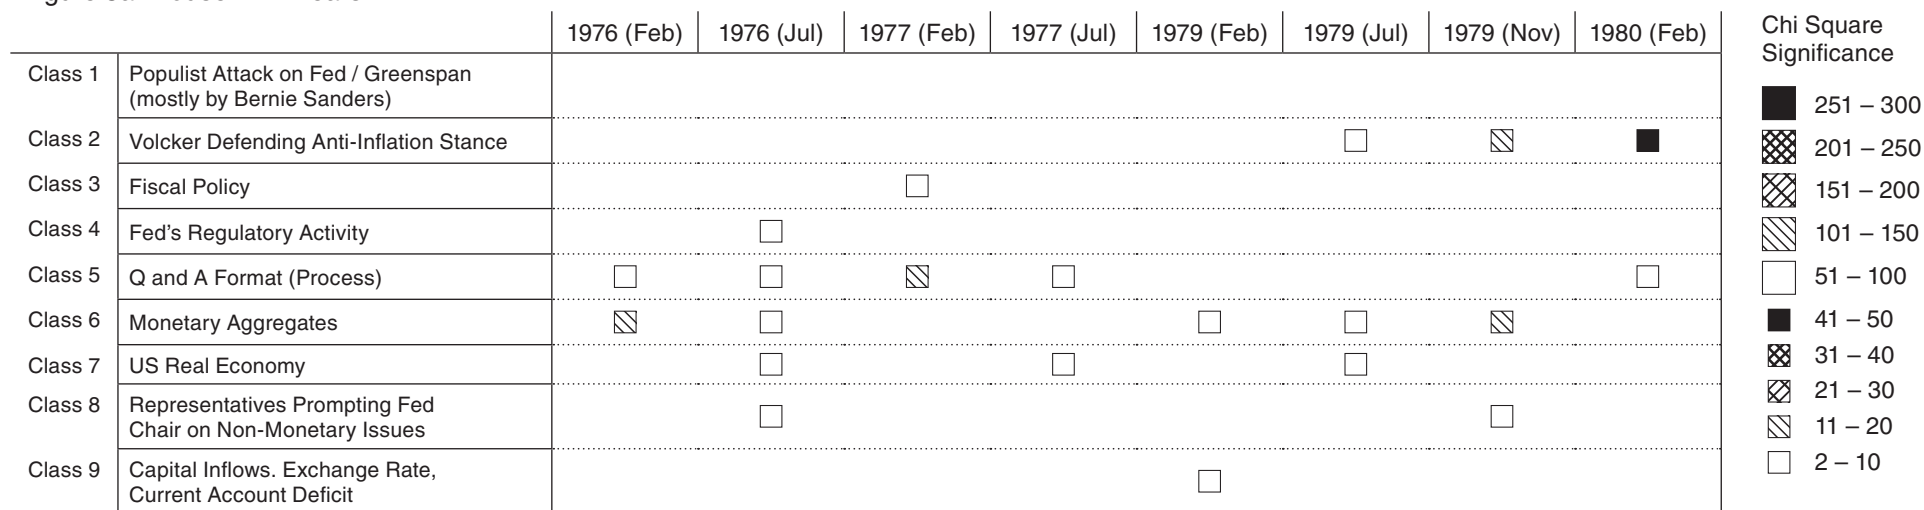 1976 (Feb) 1976 (Jul) 1977 (Feb) 1977 (Jul) 1979 (Feb) 1979 (Jul) 1979 (Nov) 1980 (Feb)
Class 1 Populist Attack on Fed / Greenspan
(mostly by Bernie Sanders)
Class 2 Volcker Defending Anti-Inflation Stance
Class 3 Fiscal Policy
Class 4 Fed's Regulatory Activity
Class 5 Q and A Format (Process)
Class 6 Monetary Aggregates
Class 7 US Real Economy
Class 8 Representatives Prompting Fed
Chair on Non-Monetary Issues
Class 9 Capital Inflows. Exchange Rate,
Current Account Deficit
Chi Square
Significance
251 – 300
201 – 250
151 – 200
101 – 150
51 – 100
41 – 50
31 – 40
21 – 30
11 – 20
2 – 10